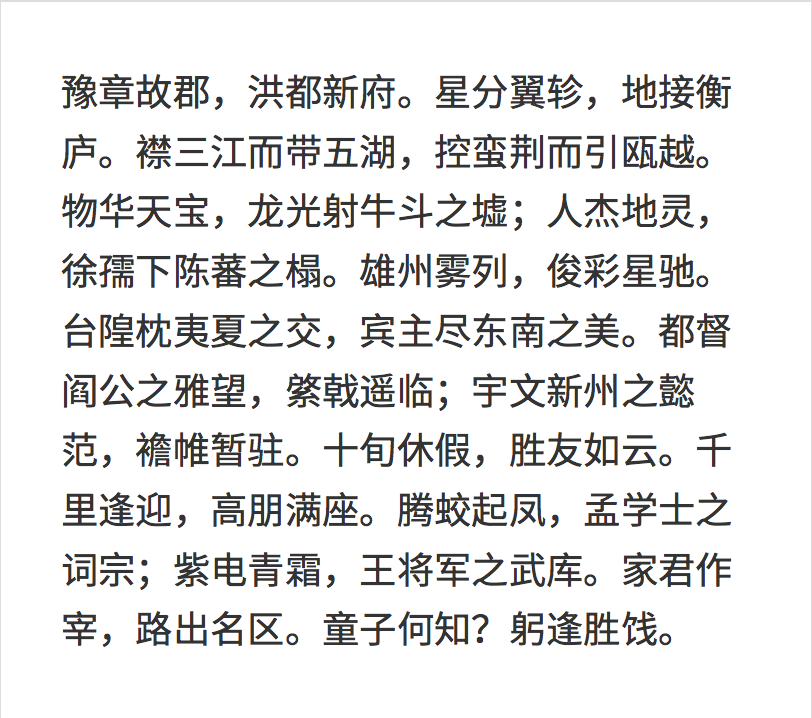 豫章故郡，洪都新府。星分翼轸，地接衡
庐。襟三江而带五湖，控蛮荆而引瓯越。
物华天宝，龙光射牛斗之墟；人杰地灵，
徐孺下陈蕃之榻。雄州雾列，俊彩星驰。
台隍枕夷夏之交，宾主尽东南之美。都督
阎公之雅望，棨戟遥临；宇文新州之懿
范，襜帷暂驻。十旬休假，胜友如云。千
里逢迎，高朋满座。腾蛟起凤，孟学士之
词宗；紫电青霜，王将军之武库。家君作
宰，路出名区。童子何知？躬逢胜饯。